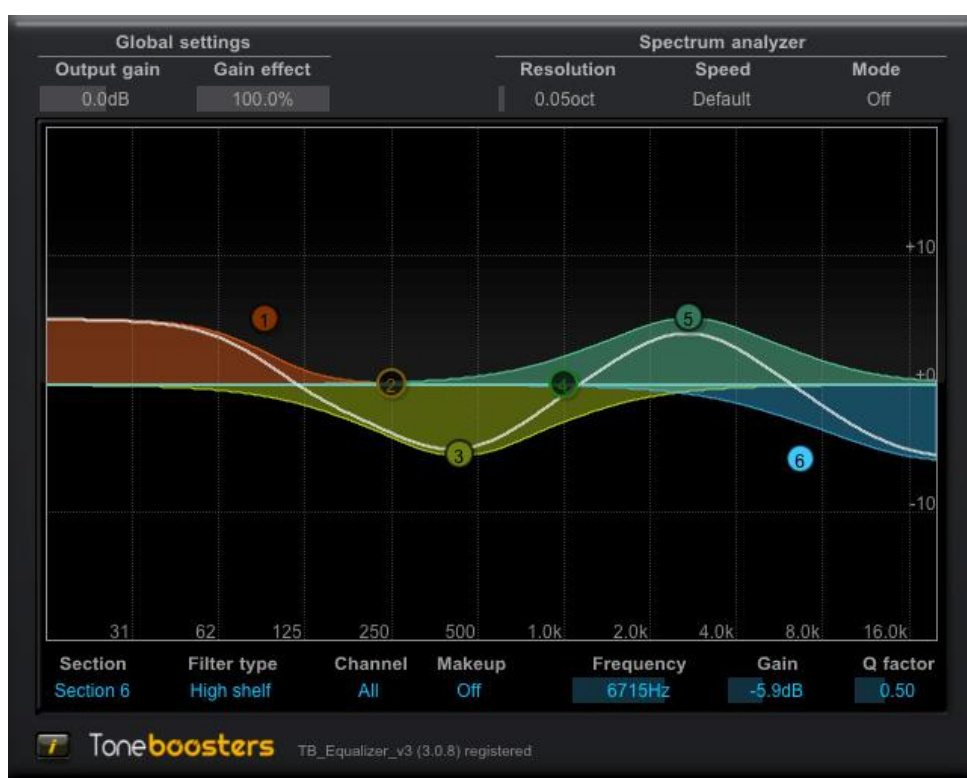 Global settings
Spectrum analyzer
Output gain Gain effect Resolution Speed Mode
0.0dB 100.0% 0.05oct Default Off
+10
1
5
2
4
+0
3
6
-10
31 62 125 250 500 1.0k 2.0k 4.0k 8.0k 16.0k
Section Filter type Channel Makeup Frequency Gain Q factor
Section 6 High shelf All Off 6715Hz -5.9dB 0.50
i Toneboosters TB_Equalizer_v3 (3.0.8) registered